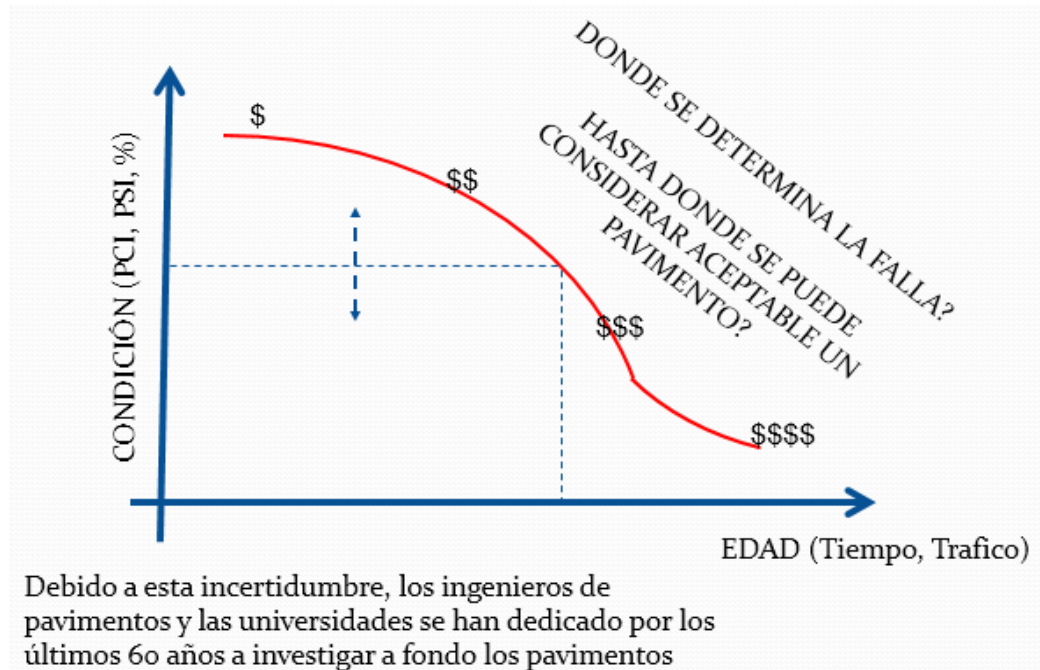 $
$$
$$$
$$$$
CONDICIÓN (PCI, PSI, %)
DONDE SE DETERMINA LA FALLA?
HASTA DONDE SE PUEDE
CONSIDERAR ACEPTABLE UN
PAVIMENTO?
EDAD (Tiempo, Trafico)
Debido a esta incertidumbre, los ingenieros de
pavimentos y las universidades se han dedicado por los
últimos 60 años a investigar a fondo los pavimentos